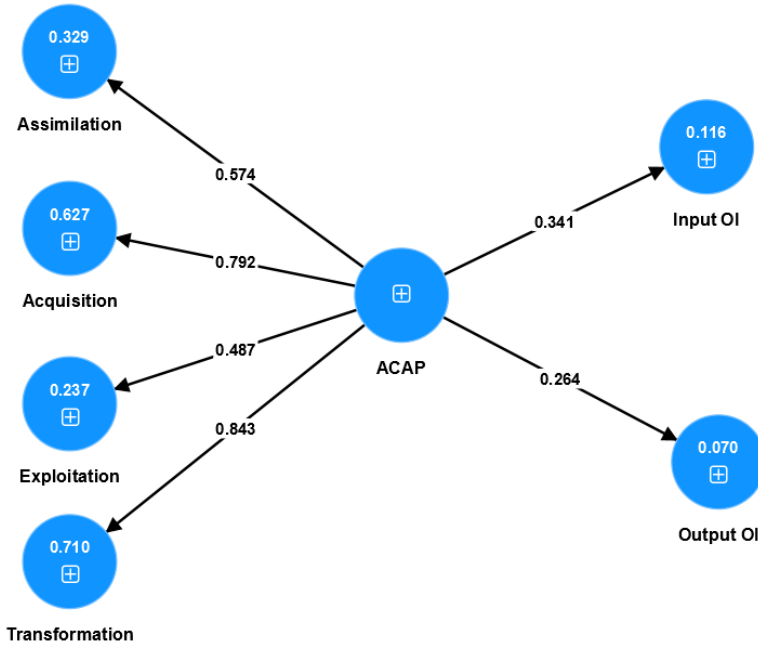 0.329
Assimilation
0.574
0.627
Acquisition
0.792
0.237
Exploitation
0.487
0.710
Transformation
0.843
ACAP
0.341
0.116
Input OI
0.264
0.070
Output OI